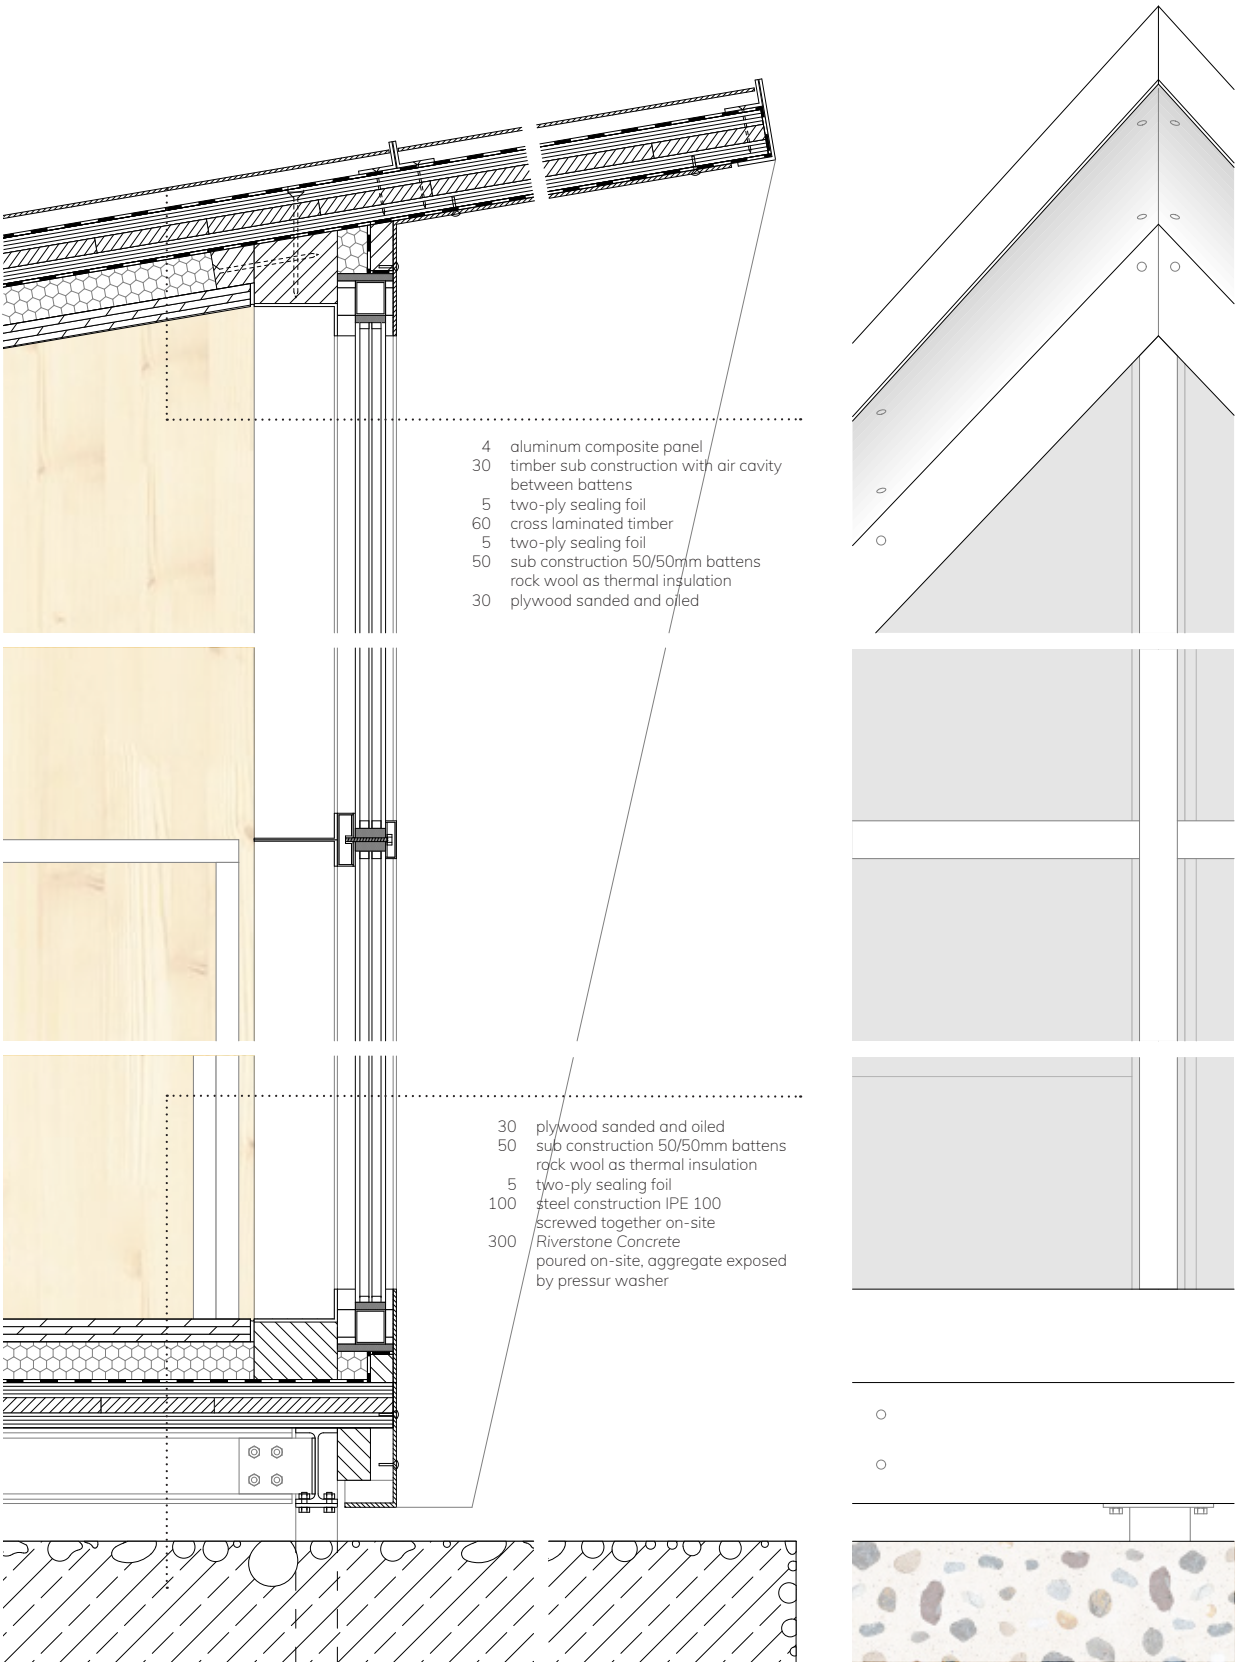 4 aluminum composite panel
30 timber sub construction with air cavity
between battens
5 two-ply sealing foil
60 cross laminated timber
5 two-ply sealing foil
50 sub construction 50/50mm battens
rock wool as thermal insulation
30 plywood sanded and oiled
30 plywood sanded and oiled
50 sub construction 50/50mm battens
rock wool as thermal insulation
5 two-ply sealing foil
100 steel construction IPE 100
screwed together on-site
300 Riverstone Concrete
poured on-site, aggregate exposed
by pressur washer